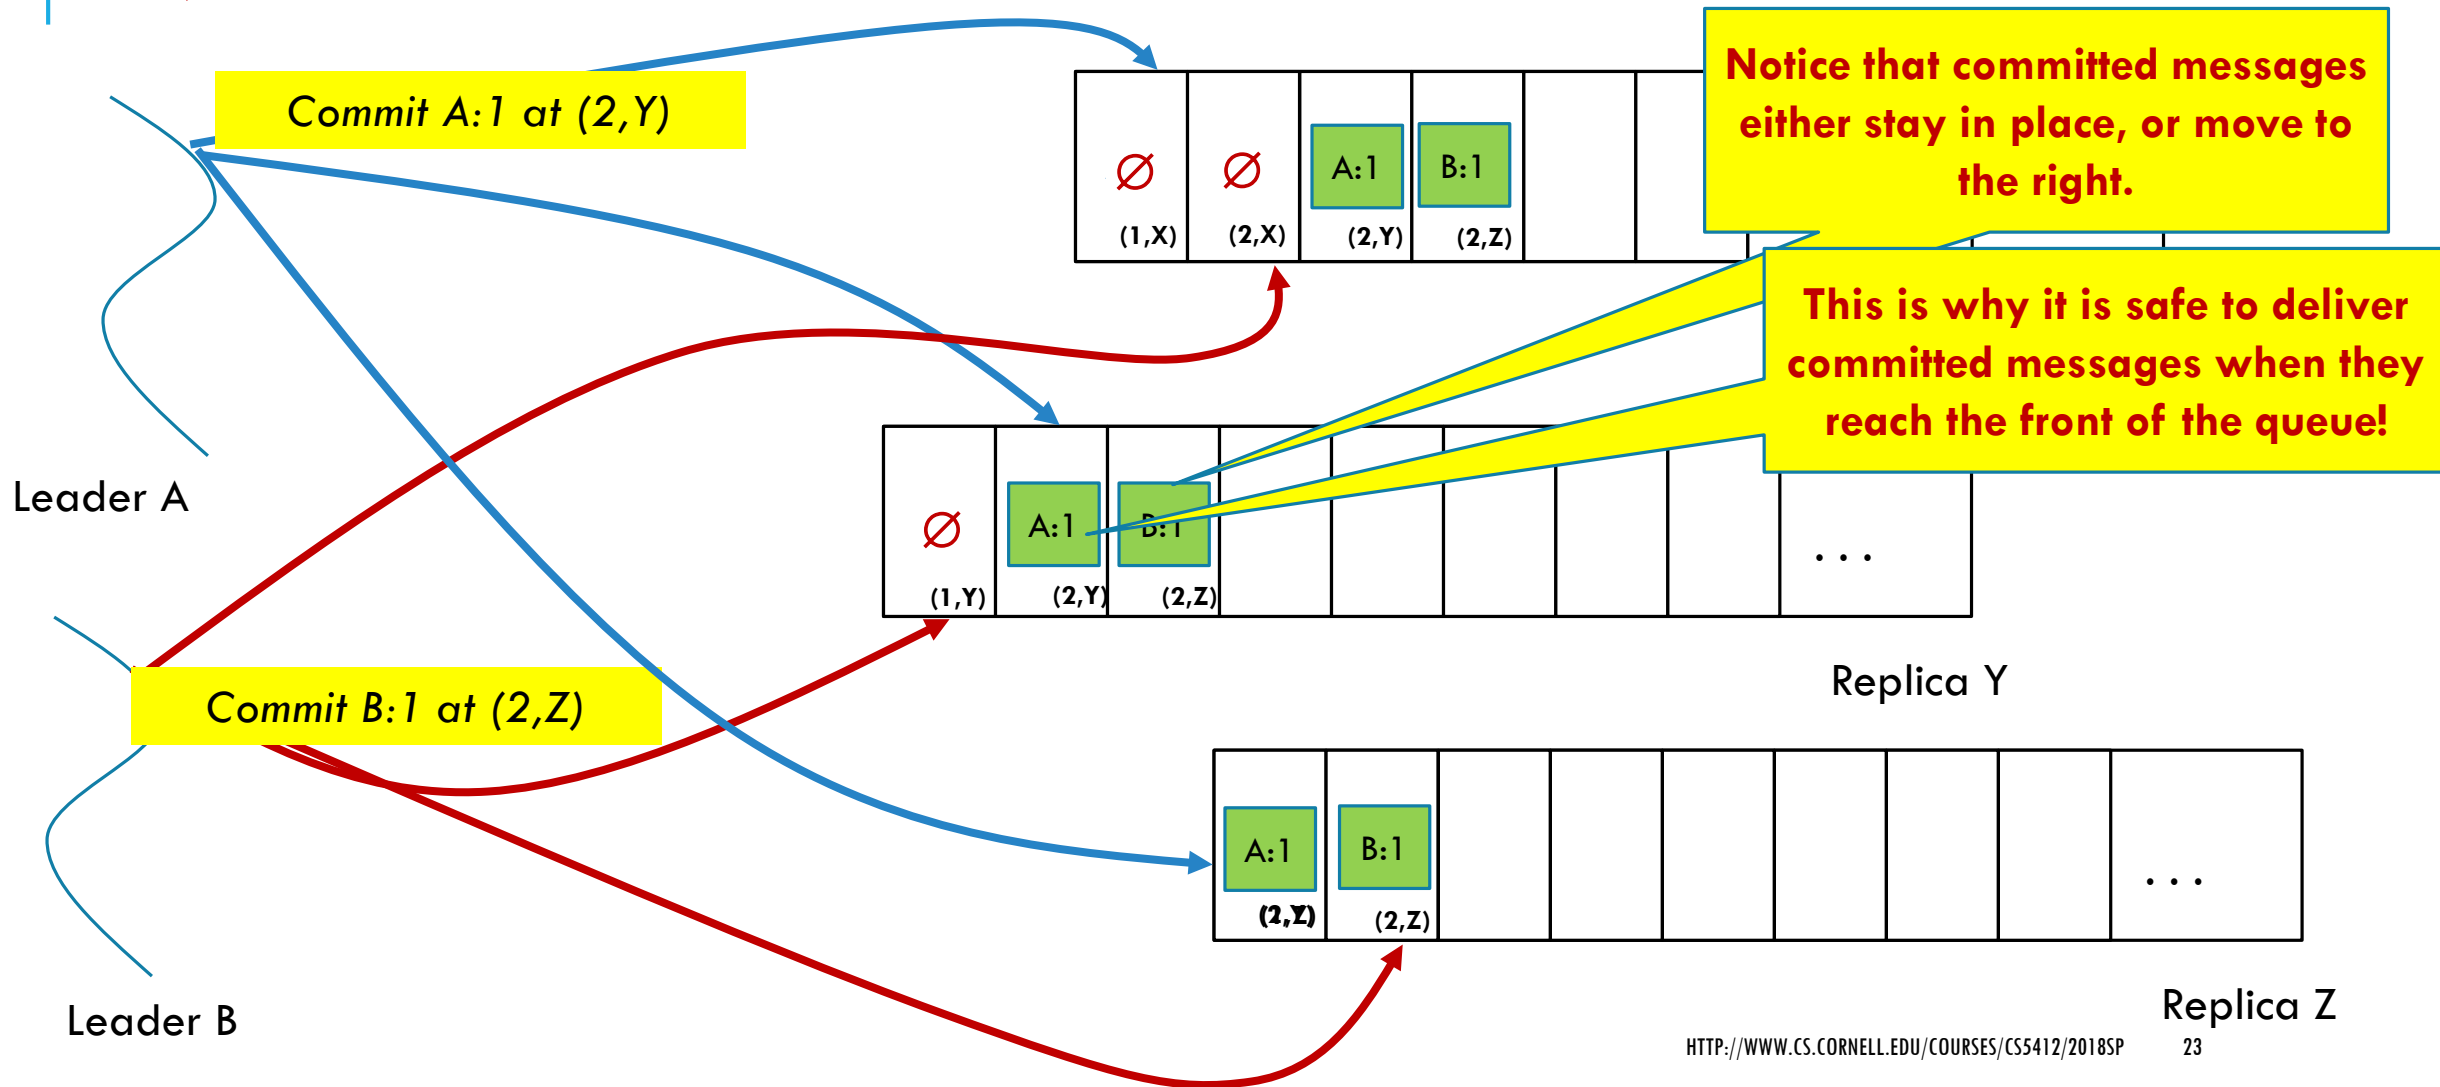 Commit A:1 at (2,Y)
Notice that committed messages
either stay in place, or move to
the right.
∅
∅
A:1
B:1
(1,X)
(2,X)
(2,Y)
(2,Z)
This is why it is safe to deliver
committed messages when they
reach the front of the queue!
Leader A
∅
A:1
B:1
. . .
(1,Y)
(2,Y)
(2,Z)
Replica Y
Commit B:1 at (2,Z)
A:1
B:1
. . .
(2,Z)
Leader B
Replica Z
HTTP://WWW.CS.CORNELL.EDU/COURSES/CS5412/2018SP
23